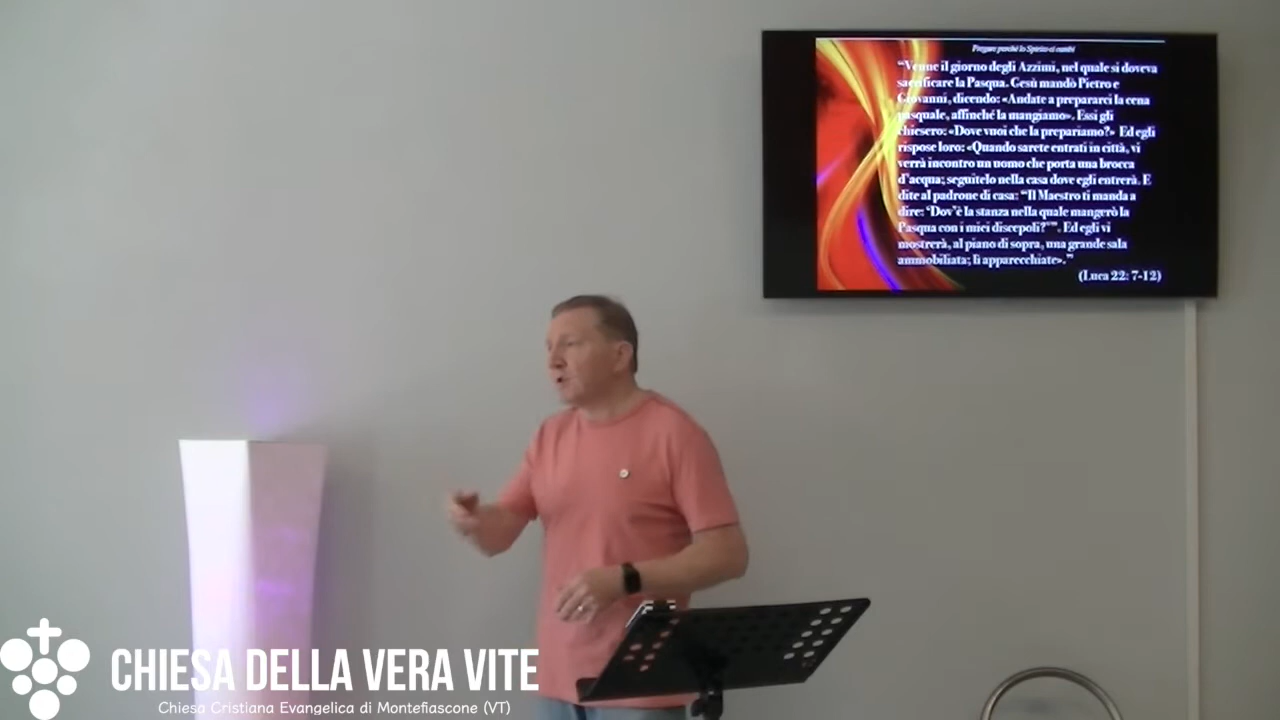 Pregare perchè lo Spirito ci cambi
“Venne il giorno degli Azzimi, nel quale si doveva
sacrificare la Pasqua. Gesù mandò Pietro e
Giovanni, dicendo: «Andate a prepararci la cena
pasquale, affinché la mangiamo». Essi gli
chiesero: «Dove vuoi che la prepariamo?» Ed egli
rispose loro: «Quando sarete entrati in città, vi
verrà incontro un uomo che porta una brocca
d’acqua; seguitelo nella casa dove egli entrerà. E
dite al padrone di casa: “Il Maestro ti manda a
dire: ‘Dov’è la stanza nella quale mangerò la
Pasqua con i miei discepoli?’”. Ed egli vi
mostrerà, al piano di sopra, una grande sala
ammobiliata; lì apparecchiate».”
(Luca 22: 7-12)
CHIESA DELLA VERA VITE
Chiesa Cristiana Evangelica di Montefiascone (VT)